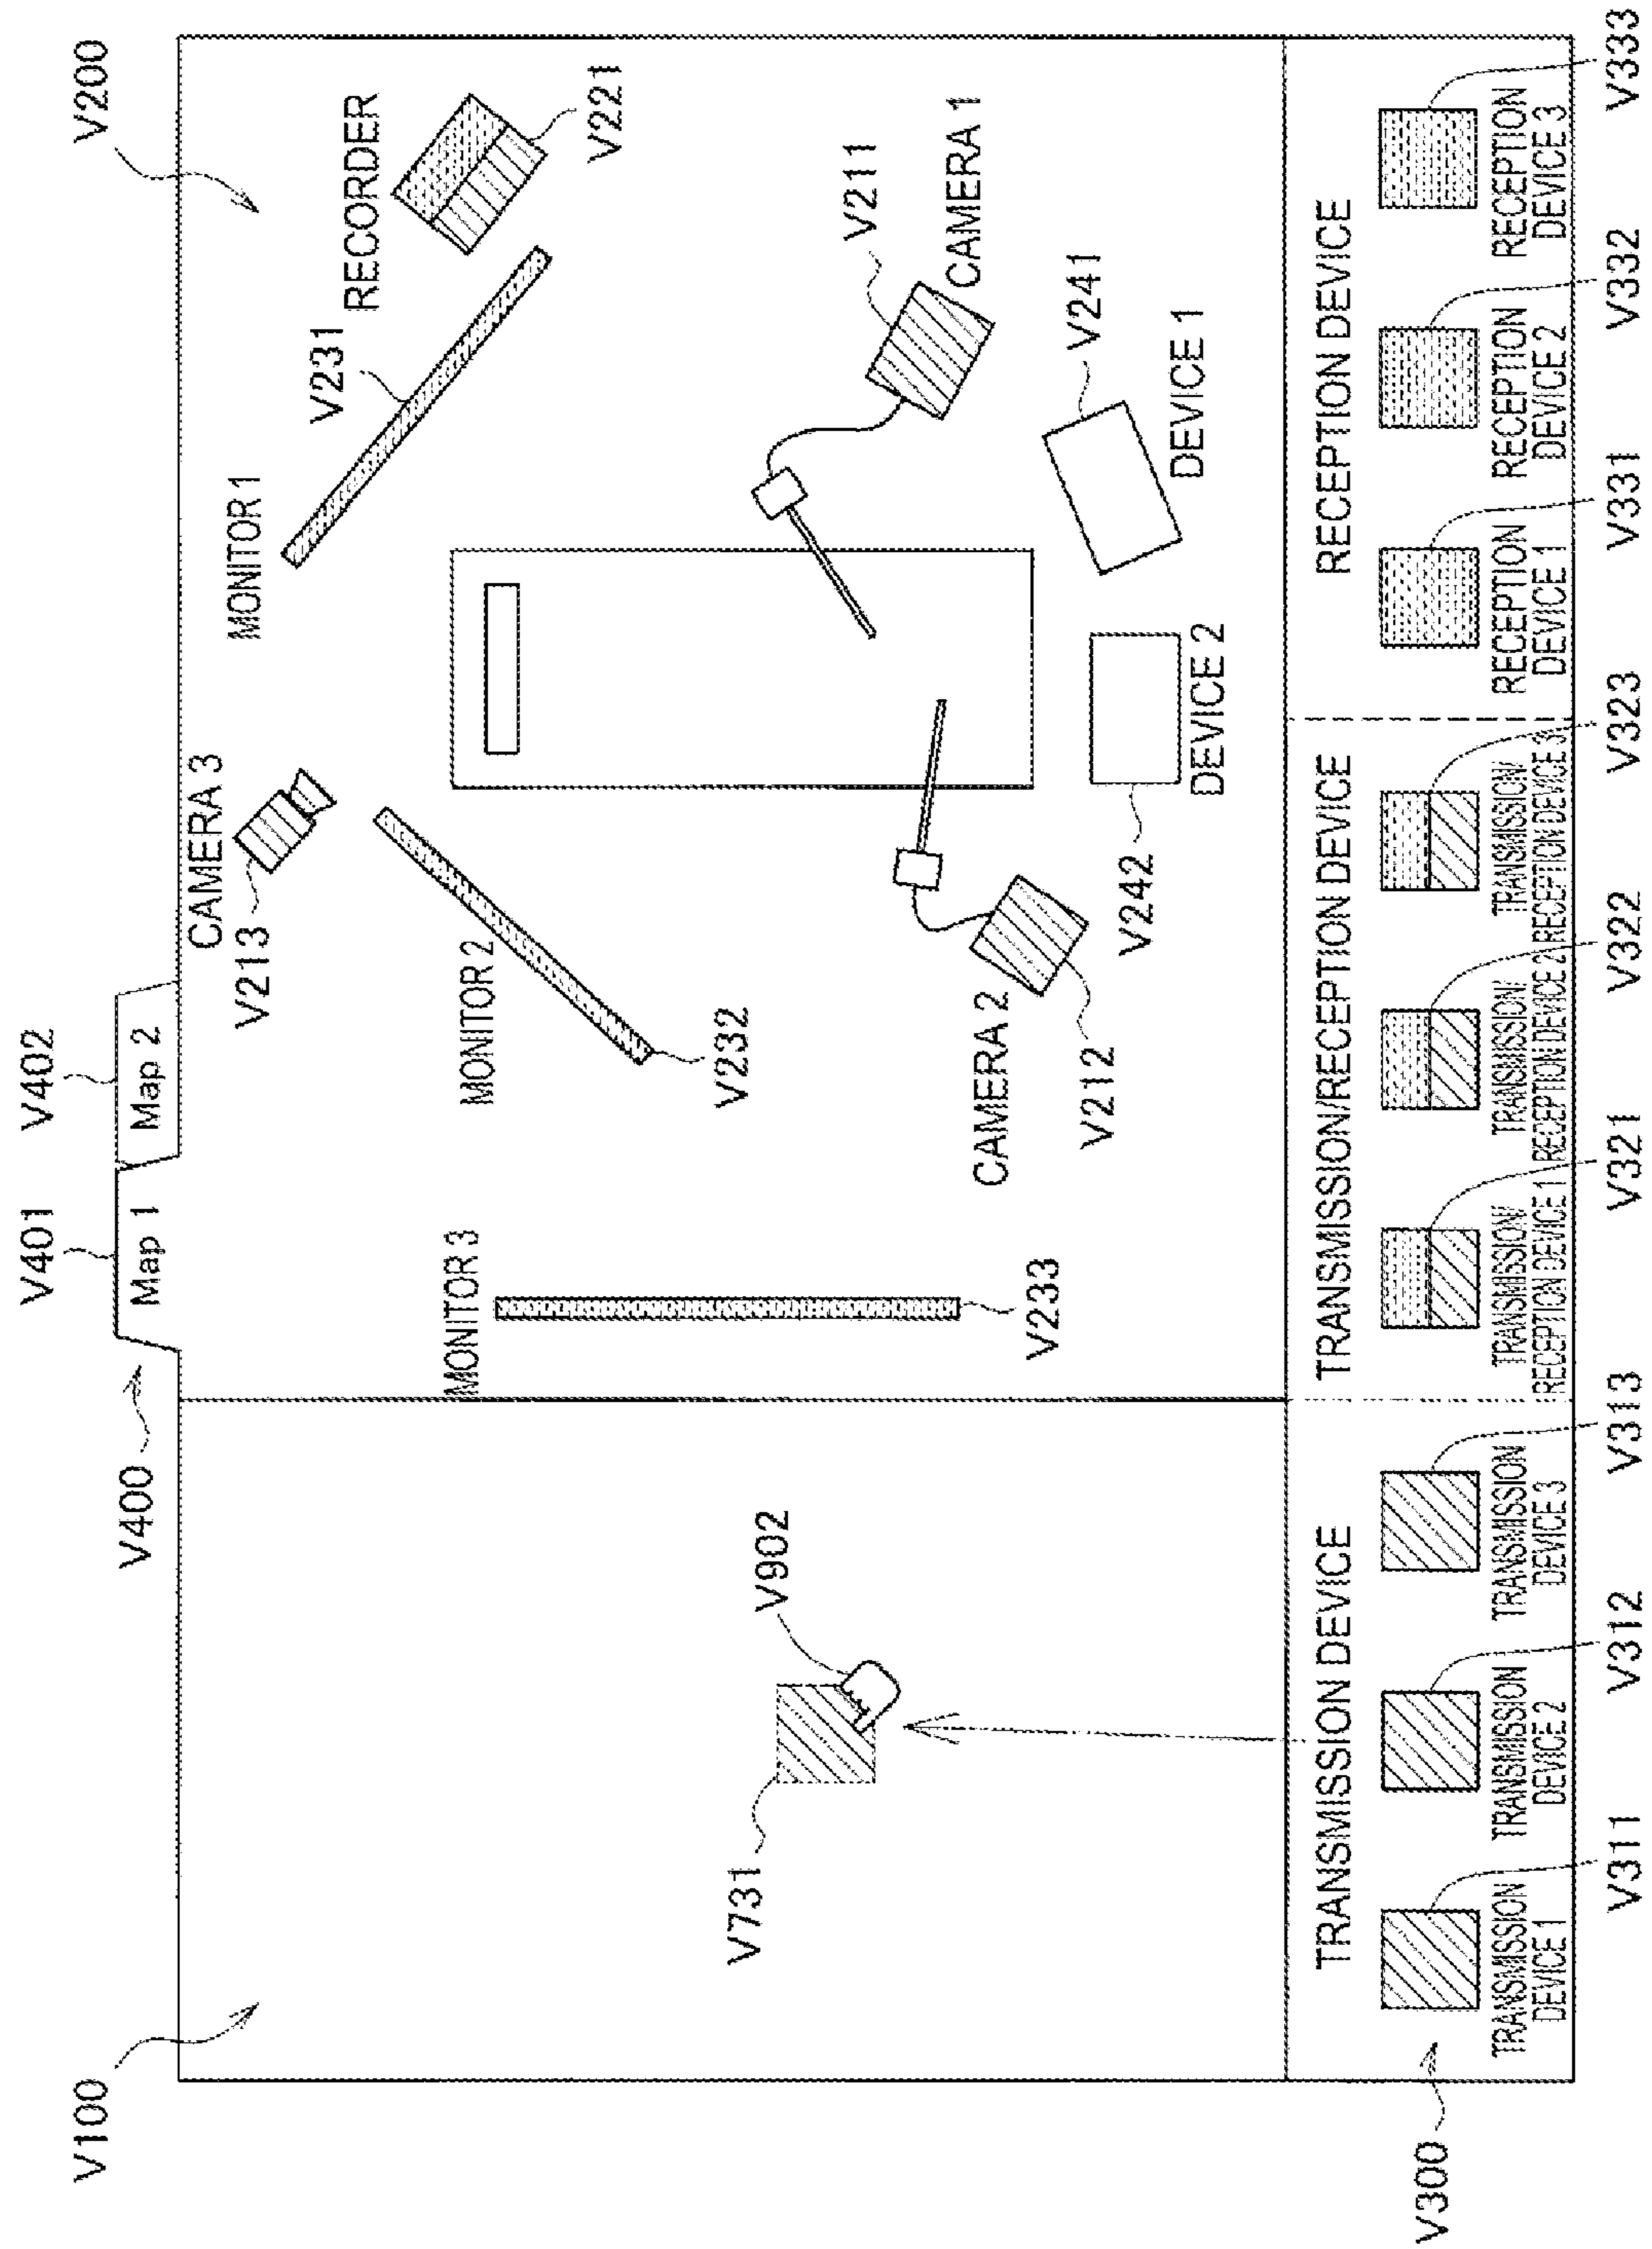 V401
V402
Map 1
Map 2
V400
V100
V200
CAMERA 3
V213
MONITOR 1
V231
RECORDER
V221
MONITOR 3
MONITOR 2
V232
V233
V211
CAMERA 1
CAMERA 2
V212
V241
DEVICE 1
DEVICE 2
V242
V902
V731
V300
TRANSMISSION DEVICE
TRANSMISSION/RECEPTION DEVICE
RECEPTION DEVICE
TRANSMISSION
DEVICE 1
TRANSMISSION
DEVICE 2
TRANSMISSION
DEVICE 3
TRANSMISSION/
RECEPTION DEVICE 1
TRANSMISSION/
RECEPTION DEVICE 2
TRANSMISSION/
RECEPTION DEVICE 3
RECEPTION
DEVICE 1
RECEPTION
DEVICE 2
RECEPTION
DEVICE 3
V311
V312
V313
V321
V322
V323
V331
V332
V333